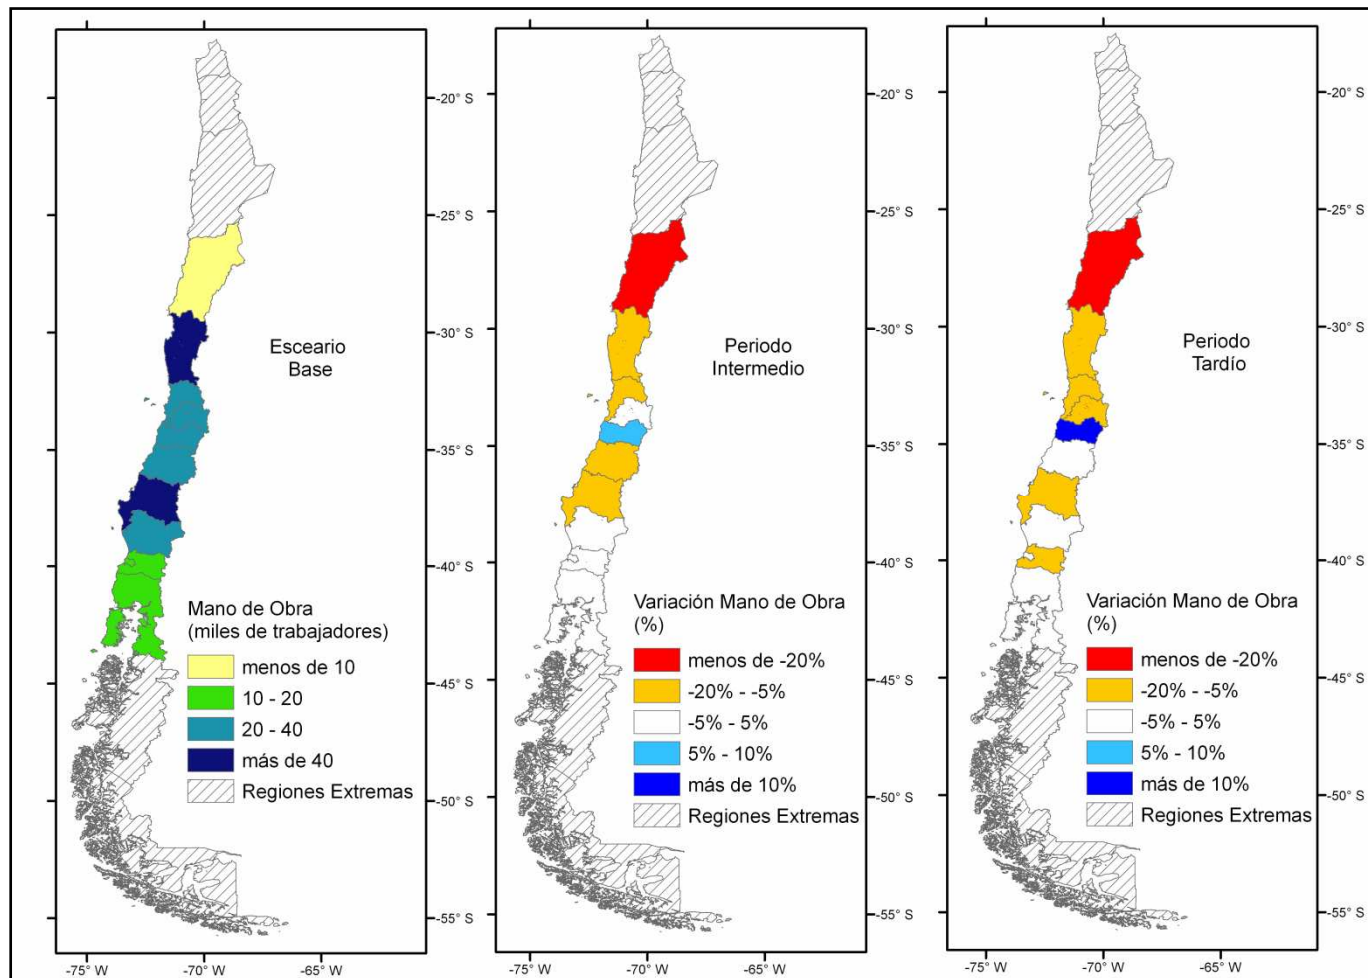 -20° S
-25° S
-30° S
-35° S
-40° S
-45° S
-50° S
-55° S
-75° W
-70° W
-65° W
Esceario
Base
Mano de Obra
(miles de trabajadores)
menos de 10
10 - 20
20 - 40
más de 40
Regiones Extremas
-20° S
-25° S
-30° S
-35° S
-40° S
-45° S
-50° S
-55° S
-75° W
-70° W
-65° W
Periodo
Intermedio
Variación Mano de Obra
(%)
menos de -20%
-20% - -5%
-5% - 5%
5% - 10%
más de 10%
Regiones Extremas
-20° S
-25° S
-30° S
-35° S
-40° S
-45° S
-50° S
-55° S
-75° W
-70° W
-65° W
Periodo
Tardío
Variación Mano de Obra
(%)
menos de -20%
-20% - -5%
-5% - 5%
5% - 10%
más de 10%
Regiones Extremas